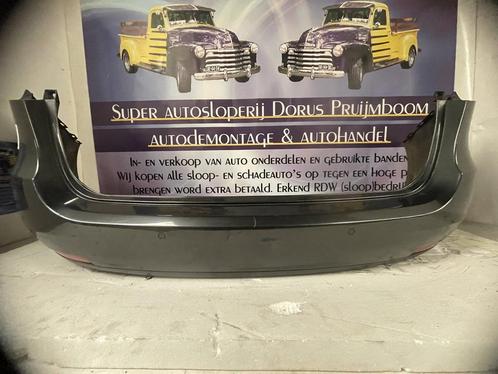 Super autosloperij Dorus Pruijmboom
autodemontage & autohandel
In- en verkoop van auto onderdelen en gebruikte banden
Wij kopen alle sloop- en schadeauto's op tegen een hoge
brengen word extra betaald. Erkend RDW (sloop)